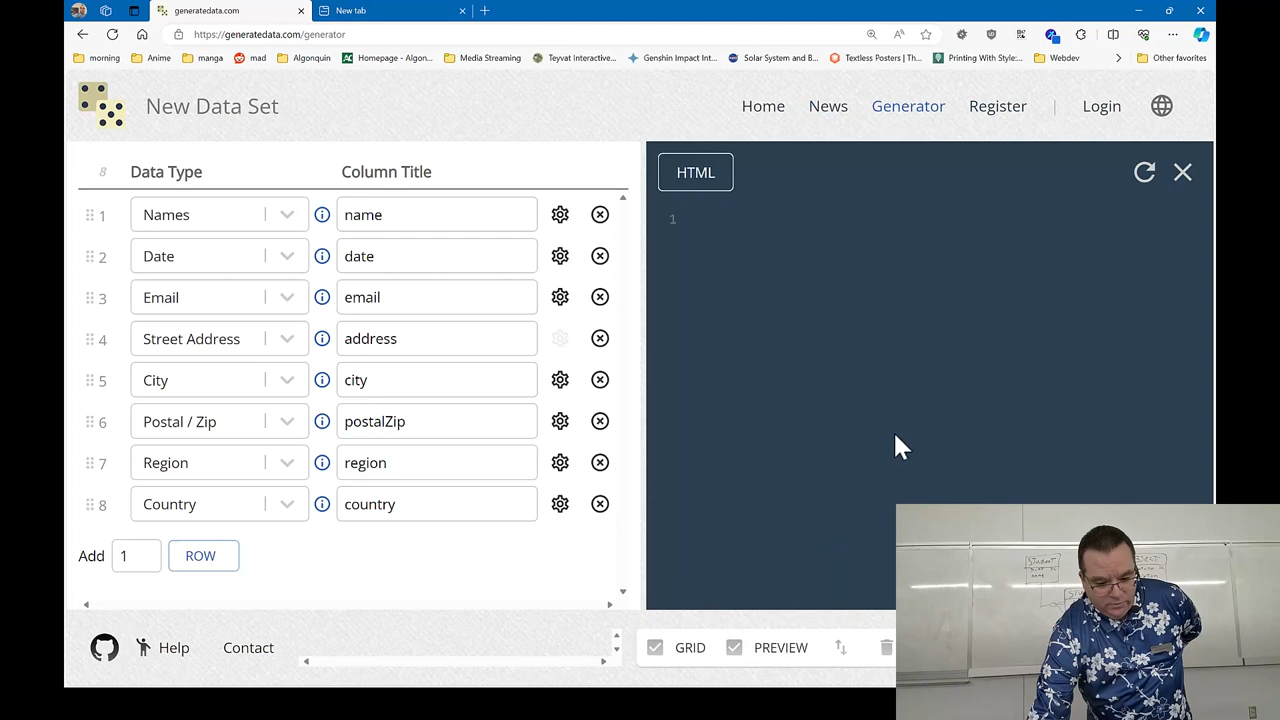 generatedata.com
New tab
https://generatedata.com/generator
morning
Anime
manga
mad
Algonquin
Homepage - Algon...
Media Streaming
Teyvat Interactive...
Genshin Impact Int...
Solar System and B...
Textless Posters | Th...
Printing With Style:...
Webdev
Other favorites
New Data Set
Home
News
Generator
Register
Login
8 Data Type Column Title
1 Names name
2 Date date
3 Email email
4 Street Address address
5 City city
6 Postal / Zip postalZip
7 Region region
8 Country country
Add 1 ROW
HTML
1
Help
Contact
GRID
PREVIEW
STUDENT